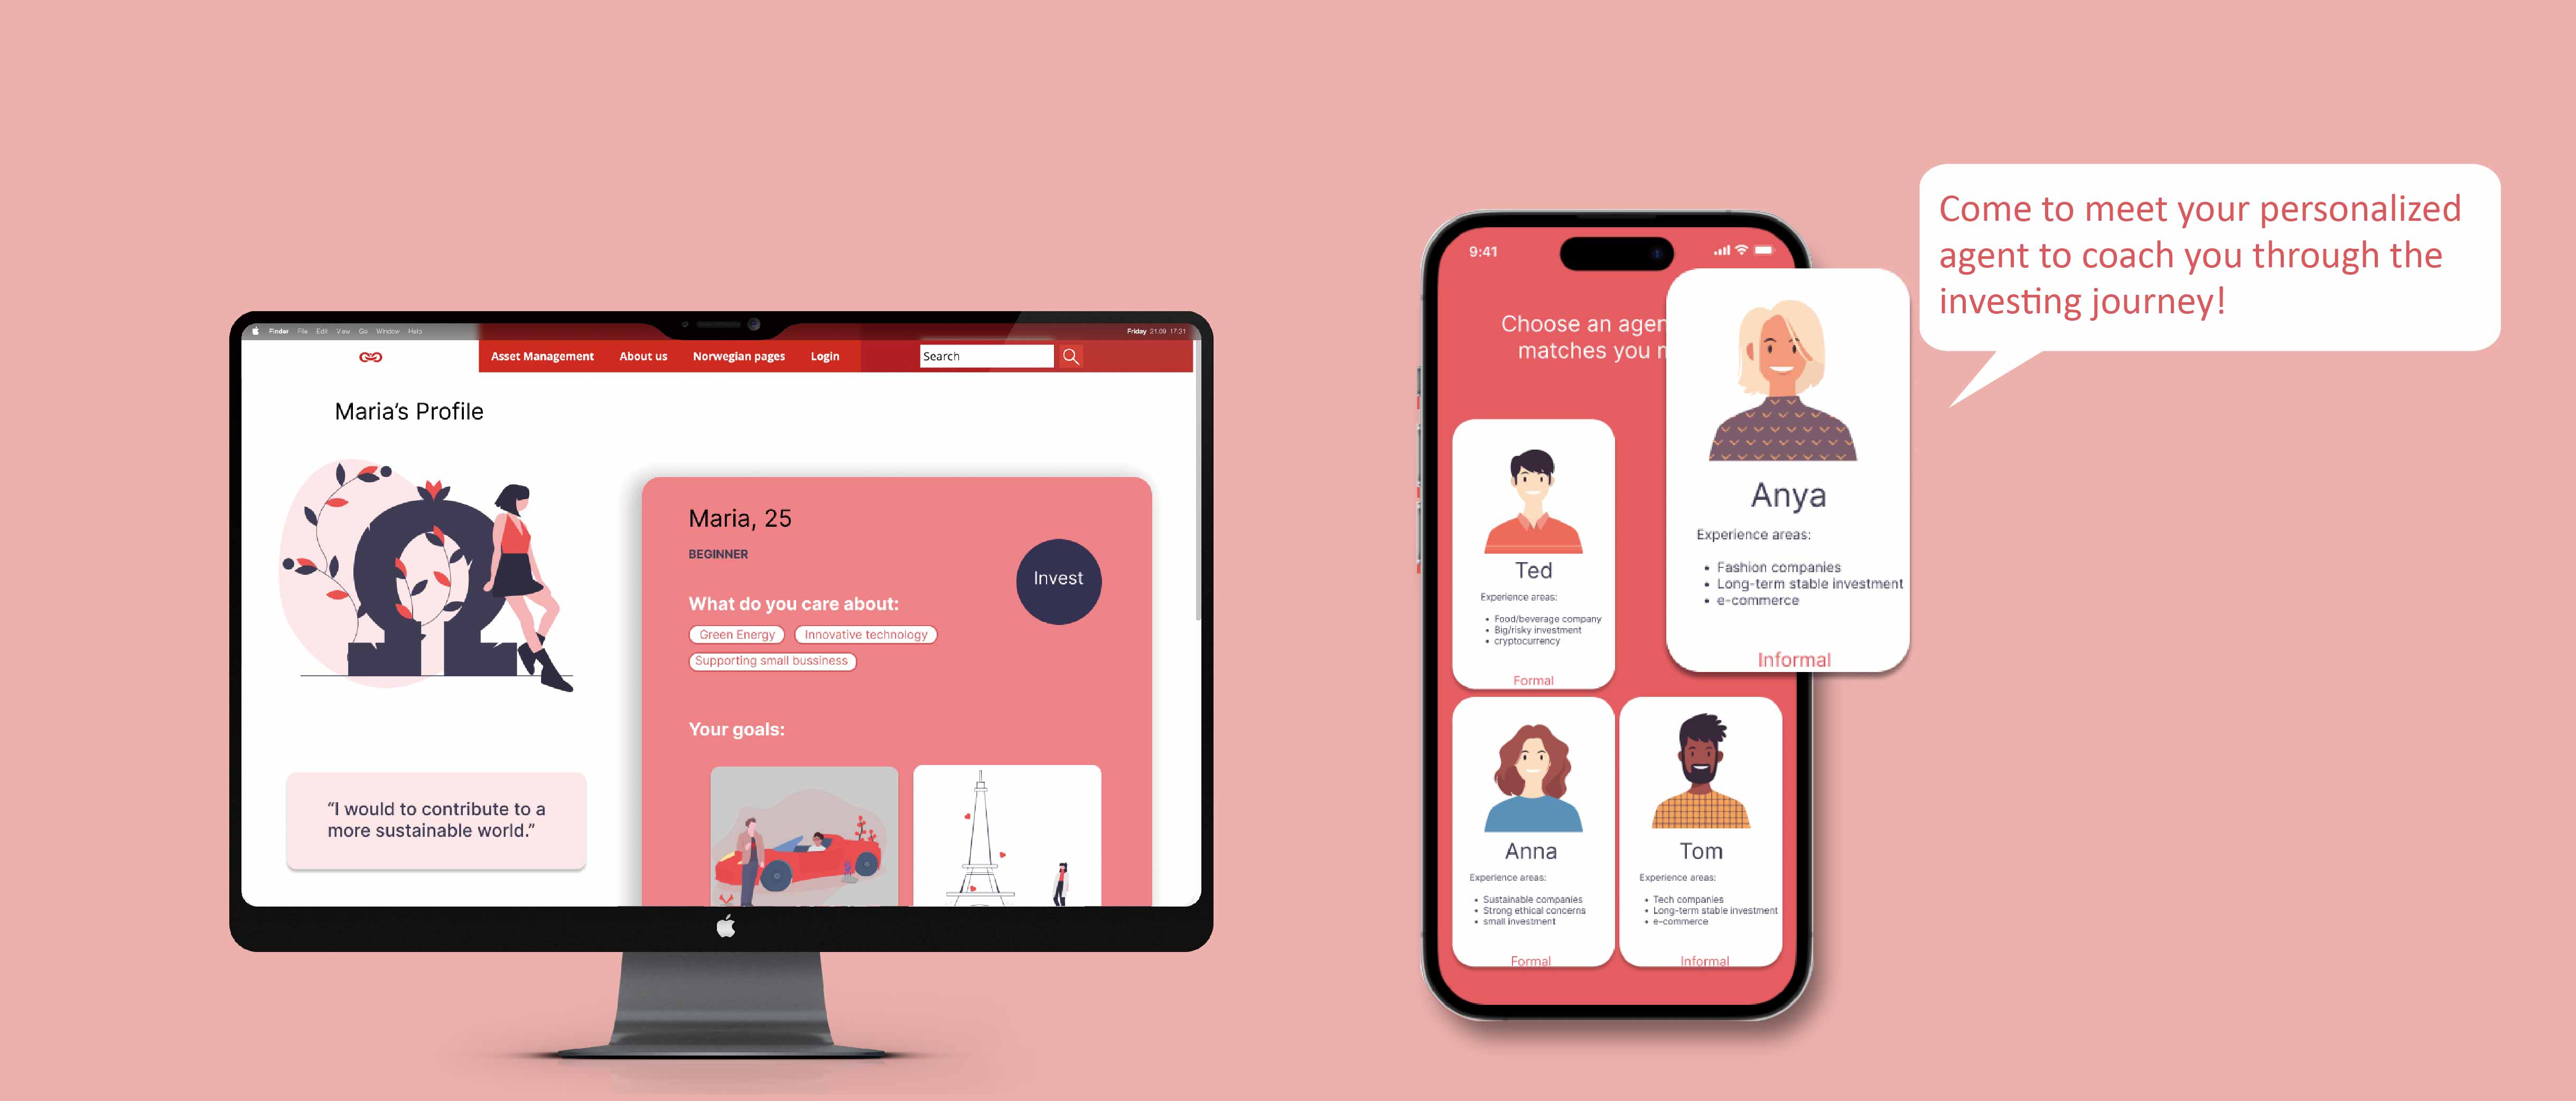 Finder File Edit View Go Window Help
Friday 21.09 17:31
Asset Management About us Norwegian pages Login
Search
Maria's Profile
Maria, 25
BEGINNER
Invest
What do you care about:
Green Energy Innovative technology
Supporting small bussiness
Your goals:
“I would to contribute to a
more sustainable world.”
9:41
Choose an agen
matches you
Ted
Experience areas:
• Food/beverage company
• Big/risky investment
• cryptocurrency
Formal
Anya
Experience areas:
• Fashion companies
• Long-term stable investment
• e-commerce
Informal
Anna
Experience areas:
• Sustainable companies
• Strong ethical concerns
• small investment
Formal
Tom
Experience areas:
• Tech companies
• Long-term stable investment
• e-commerce
Informal
Come to meet your personalized
agent to coach you through the
investing journey!